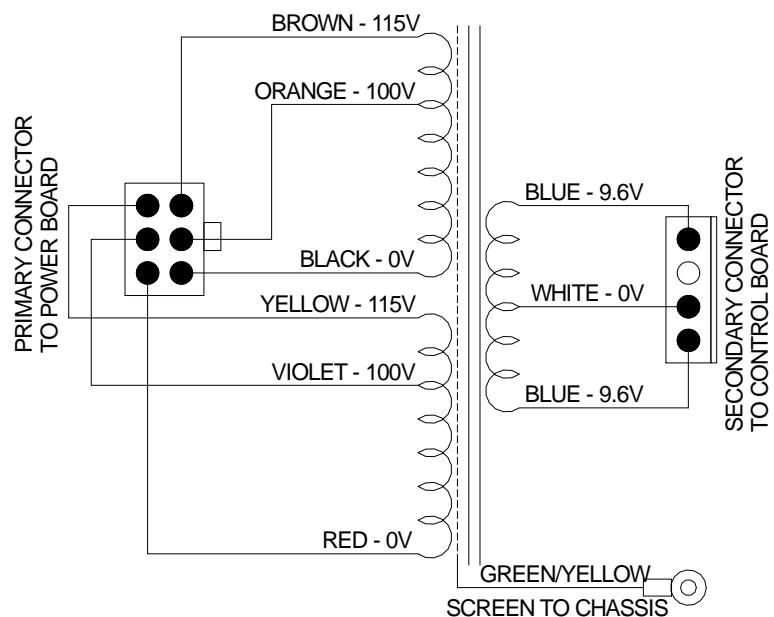 BROWN - 115V
ORANGE - 100V
PRIMARY CONNECTOR
TO POWER BOARD
BLACK - 0V
YELLOW - 115V
VIOLET - 100V
RED - 0V
BLUE - 9.6V
WHITE - 0V
BLUE - 9.6V
SECONDARY CONNECTOR
TO CONTROL BOARD
GREEN/YELLOW
SCREEN TO CHASSIS